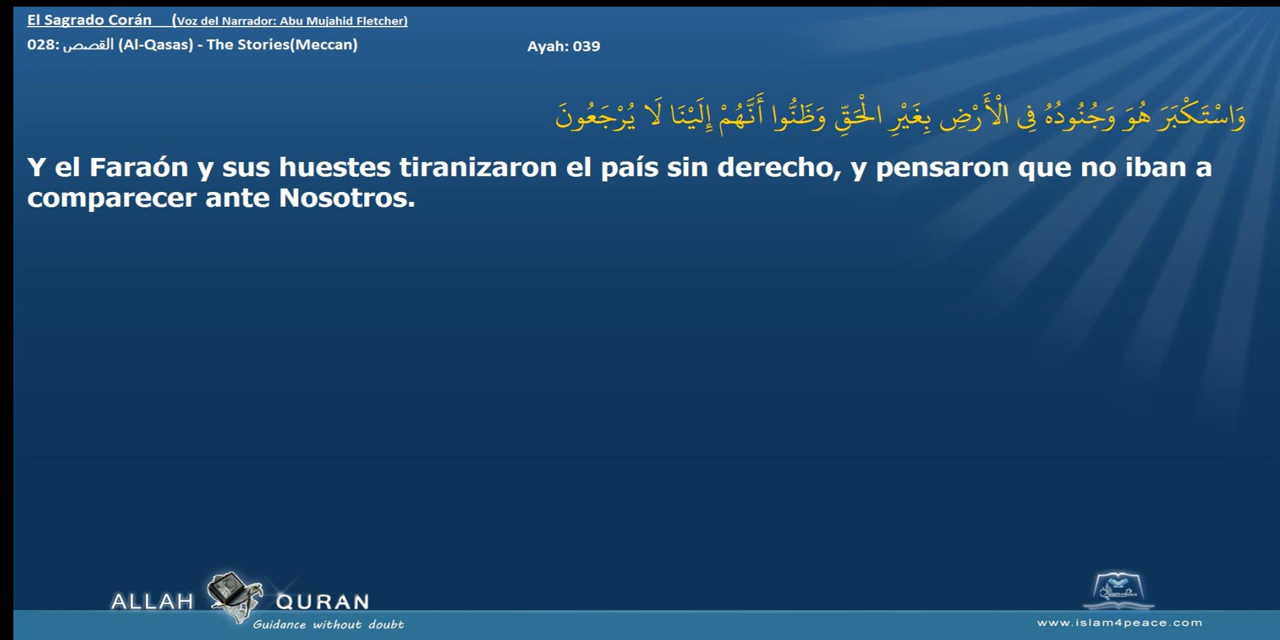 El Sagrado Corán (Voz del Narrador: Abu Mujahid Fletcher)
028: القصص (Al-Qasas) - The Stories(Meccan) Ayah: 039
وَاسْتَكْبَرَ هُوَ وَجُنُودُهُ فِي الْأَرْضِ بِغَيْرِ الْحَقِّ وَظَنُّوا أَنَّهُمْ إِلَيْنَا لَا يُرْجَعُونَ
Y el Faraón y sus huestes tiranizaron el país sin derecho, y pensaron que no iban a
comparecer ante Nosotros.
ALLAH QURAN
Guidance without doubt
www.islam4peace.com